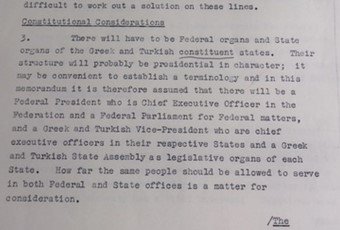 difficult to work out a solution on these lines.
Constitutional Considerations
3. There will have to be Federal organs and State
organs of the Greek and Turkish constituent states. Their
structure will probably be presidential in character; it
may be convenient to establish a terminology and in this
memorandum it is therefore assumed that there will be a
Federal President who is Chief Executive Officer in the
Federation and a Federal Parliament for Federal matters,
and a Greek and Turkish Vice-President who are chief
executive officers in their respective States and a Greek
and Turkish State Assembly as legislative organs of each
State. How far the same people should be allowed to serve
in both Federal and State offices is a matter for
consideration.
/The